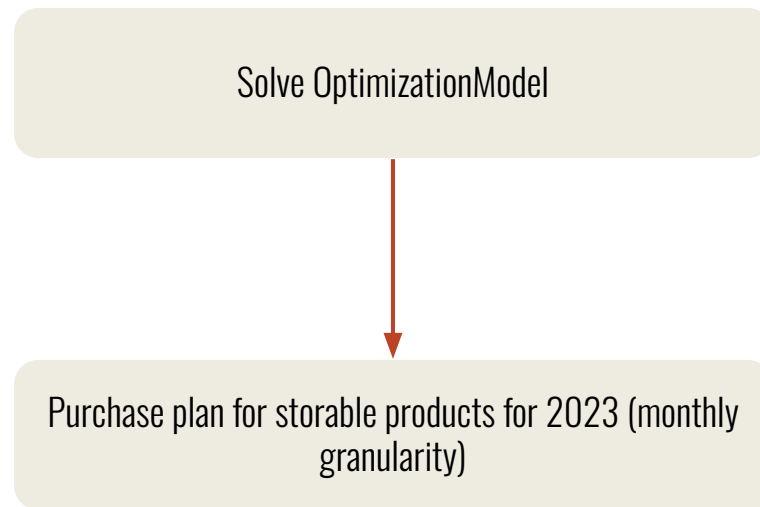 Solve OptimizationModel
Purchase plan for storable products for 2023 (monthly
granularity)